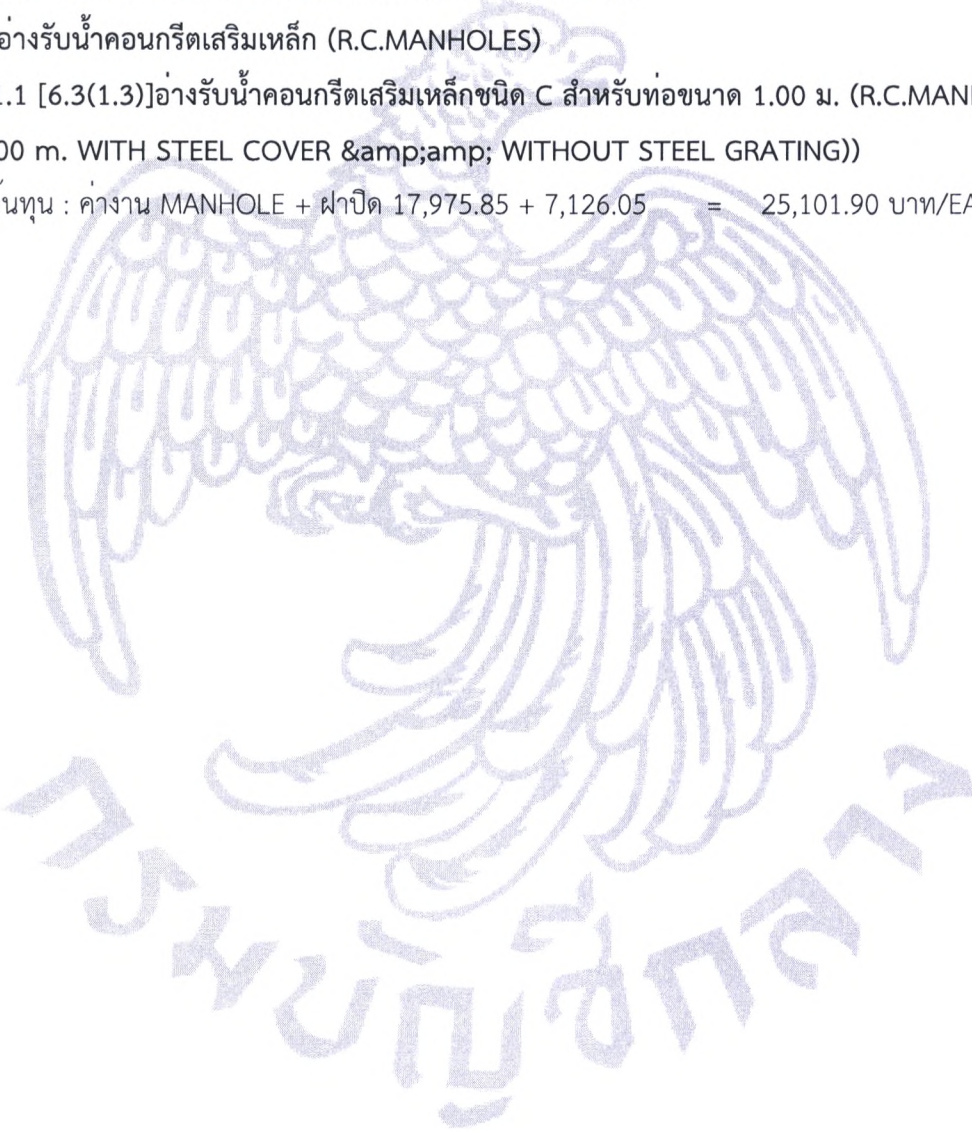 อ่างรับน้ำคอนกรีตเสริมเหล็ก (R.C.MANHOLES)
.1 [6.3(1.3)]อ่างรับน้ำคอนกรีตเสริมเหล็กชนิด C สำหรับท่อขนาด 1.00 ม. (R.C.MAN
00 m. WITH STEEL COVER &amp;amp; WITHOUT STEEL GRATING))
นทุน : ค่างาน MANHOLE + ฝาปิด 17,975.85 + 7,126.05 = 25,101.90 บาท/EA
กรมบัญชีกลาง